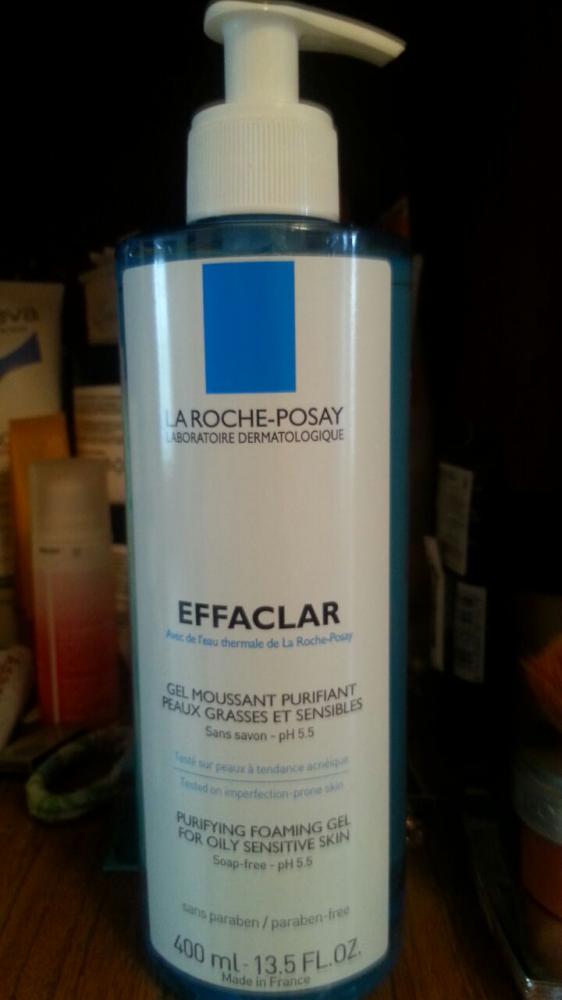 LA ROCHE-POSAY
LABORATOIRE DERMATOLOGIQUE
EFFACLAR
Avec de l'eau thermale de La Roche-Posay
GEL MOUSSANT PURIFIANT
PEAUX GRASSES ET SENSIBLES
Sans savon - pH 5.5
Testé sur peaux à tendance acnéique
Tested on imperfection-prone skin
PURIFYING FOAMING GEL
FOR OILY SENSITIVE SKIN
Soap-free - pH 5.5
sans paraben / paraben-free
400 ml - 13.5 FL.OZ.
Made in France